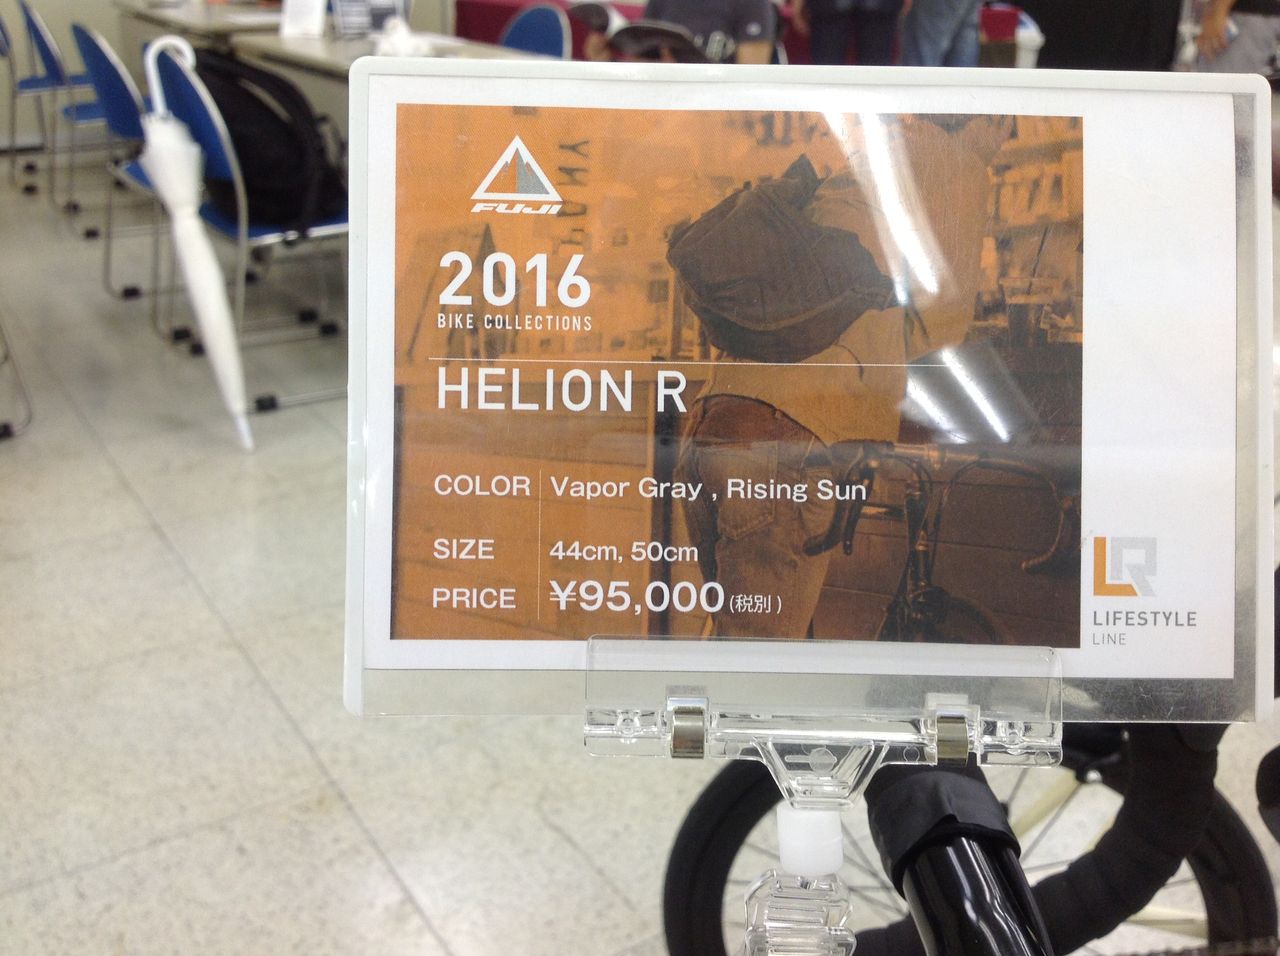 FUJI
2016
BIKE COLLECTIONS
HELION R
COLOR Vapor Gray , Rising Sun
SIZE 44cm, 50cm
PRICE ¥95,000 (税別)
LR
LIFESTYLE
LINE